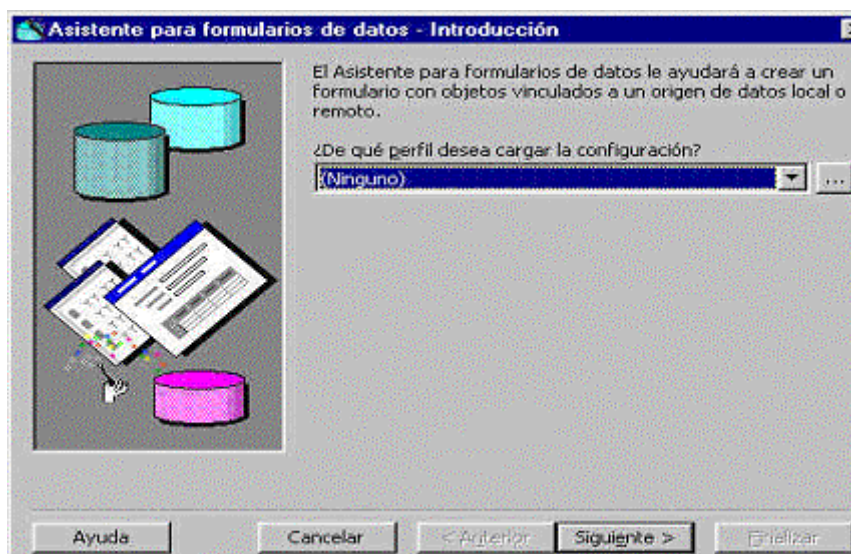 Asistente para formularios de datos - Introducción
El Asistente para formularios de datos le ayudará a crear un
formulario con objetos vinculados a un origen de datos local o
remoto.
¿De qué perfil desea cargar la configuración?
(Ninguno)
...
Ayuda
Cancelar
< Anterior
Siguiente >
Finalizar